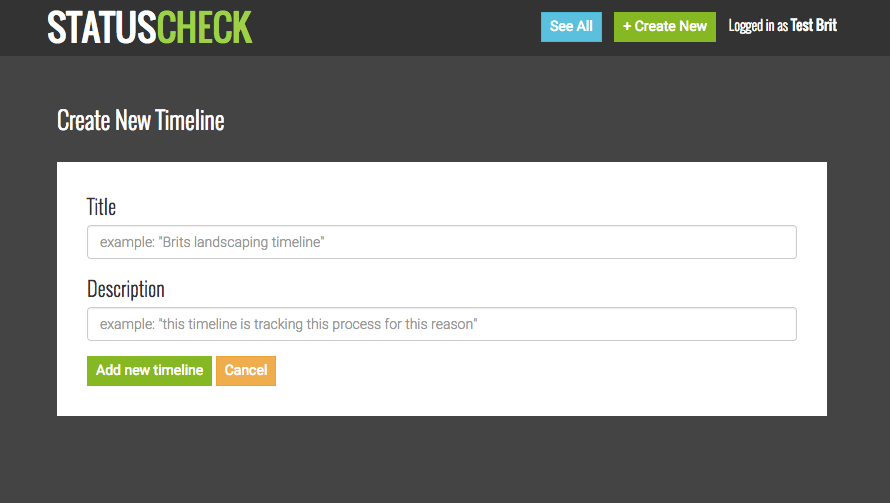 STATUSCHECK
See All
+ Create New
Logged in as Test Brit
Create New Timeline
Title
example: "Brits landscaping timeline"
Description
example: "this timeline is tracking this process for this reason"
Add new timeline
Cancel